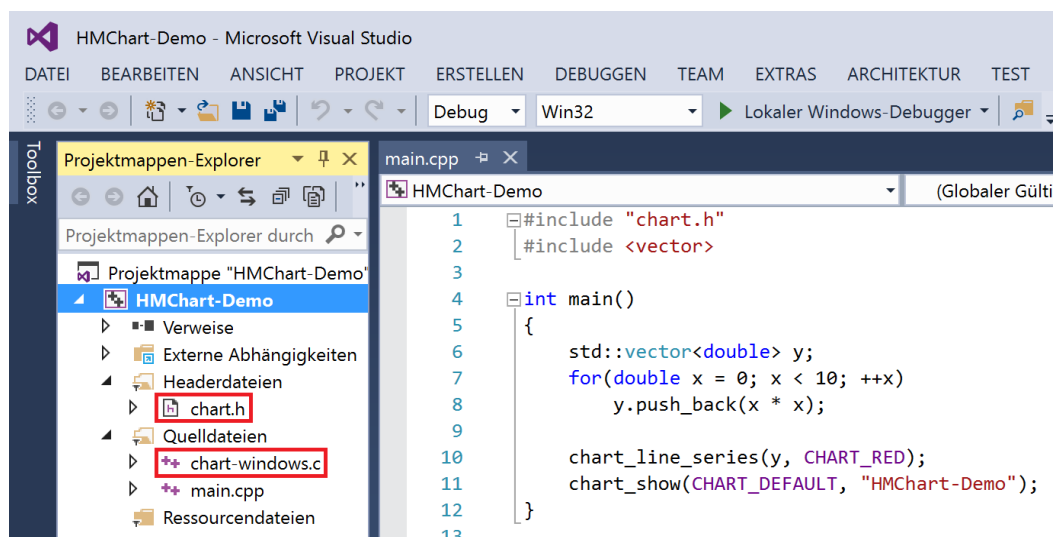 HMChart-Demo - Microsoft Visual Studio
DATEI BEARBEITEN ANSICHT PROJEKT ERSTELLEN DEBUGGEN TEAM EXTRAS ARCHITEKTUR TEST
Debug Win32 Lokaler Windows-Debugger
Toolbox
Projektmappen-Explorer
Projektmappen-Explorer durch
Projektmappe "HMChart-Demo"
HMChart-Demo
Verweise
Externe Abhängigkeiten
Headerdateien
chart.h
Quelldateien
chart-windows.c
main.cpp
Ressourcendateien
main.cpp
HMChart-Demo (Globaler Gülti
1 #include "chart.h"
2 #include <vector>
3
4 int main()
5 {
6 std::vector<double> y;
7 for(double x = 0; x < 10; ++x)
8 y.push_back(x * x);
9
10 chart_line_series(y, CHART_RED);
11 chart_show(CHART_DEFAULT, "HMChart-Demo");
12 }
13